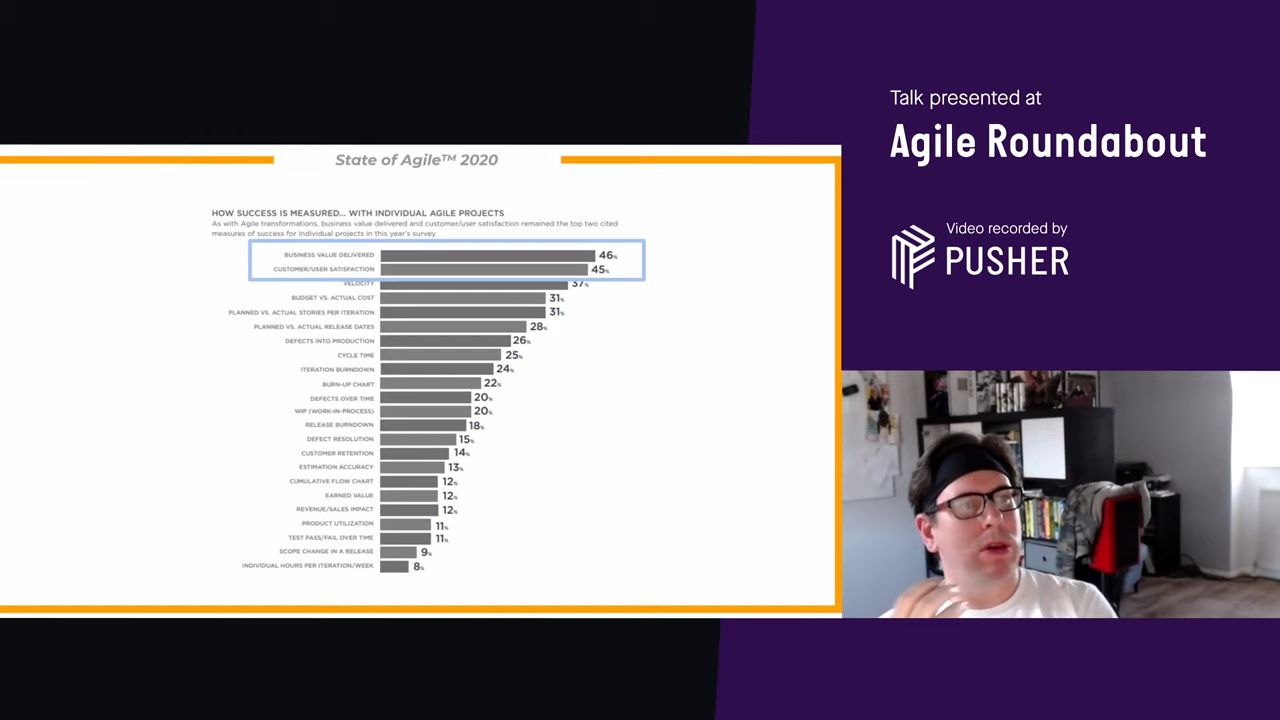 State of Agile™ 2020
HOW SUCCESS IS MEASURED... WITH INDIVIDUAL AGILE PROJECTS
As with Agile transformations, business value delivered and customer/user satisfaction remained the top two cited
measures of success for individual projects in this year's survey.
BUSINESS VALUE DELIVERED 46%
CUSTOMER/USER SATISFACTION 45%
VELOCITY 37%
BUDGET VS. ACTUAL COST 31%
PLANNED VS. ACTUAL STORIES PER ITERATION 31%
PLANNED VS. ACTUAL RELEASE DATES 28%
DEFECTS INTO PRODUCTION 26%
CYCLE TIME 25%
ITERATION BURNDOWN 24%
BURN-UP CHART 22%
DEFECTS OVER TIME 20%
WIP (WORK-IN-PROCESS) 20%
RELEASE BURNDOWN 18%
DEFECT RESOLUTION 15%
CUSTOMER RETENTION 14%
ESTIMATION ACCURACY 13%
CUMULATIVE FLOW CHART 12%
EARNED VALUE 12%
REVENUE/SALES IMPACT 12%
PRODUCT UTILIZATION 11%
TEST PASS/FAIL OVER TIME 11%
SCOPE CHANGE IN A RELEASE 9%
INDIVIDUAL HOURS PER ITERATION/WEEK 8%
Talk presented at
Agile Roundabout
Video recorded by
PUSHER